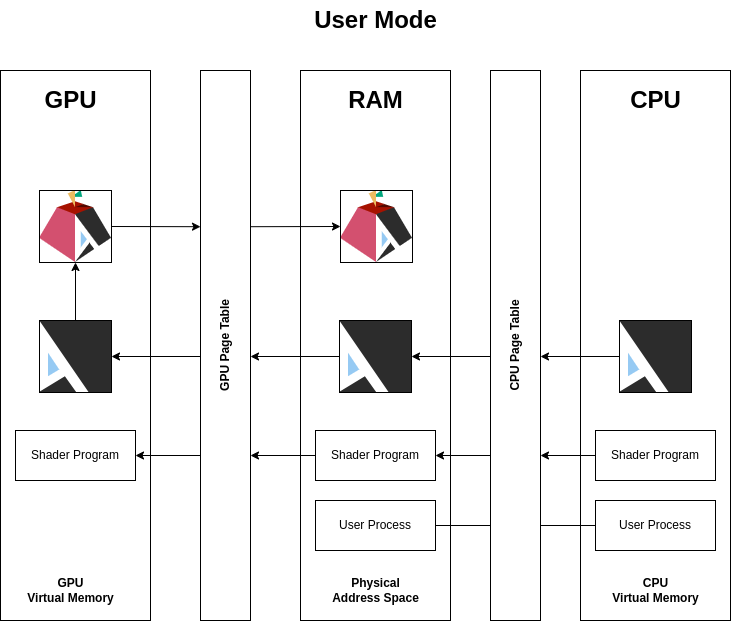 User Mode
GPU
RAM
CPU
GPU Page Table
CPU Page Table
Shader Program
Shader Program
Shader Program
User Process
User Process
GPU
Virtual Memory
Physical
Address Space
CPU
Virtual Memory